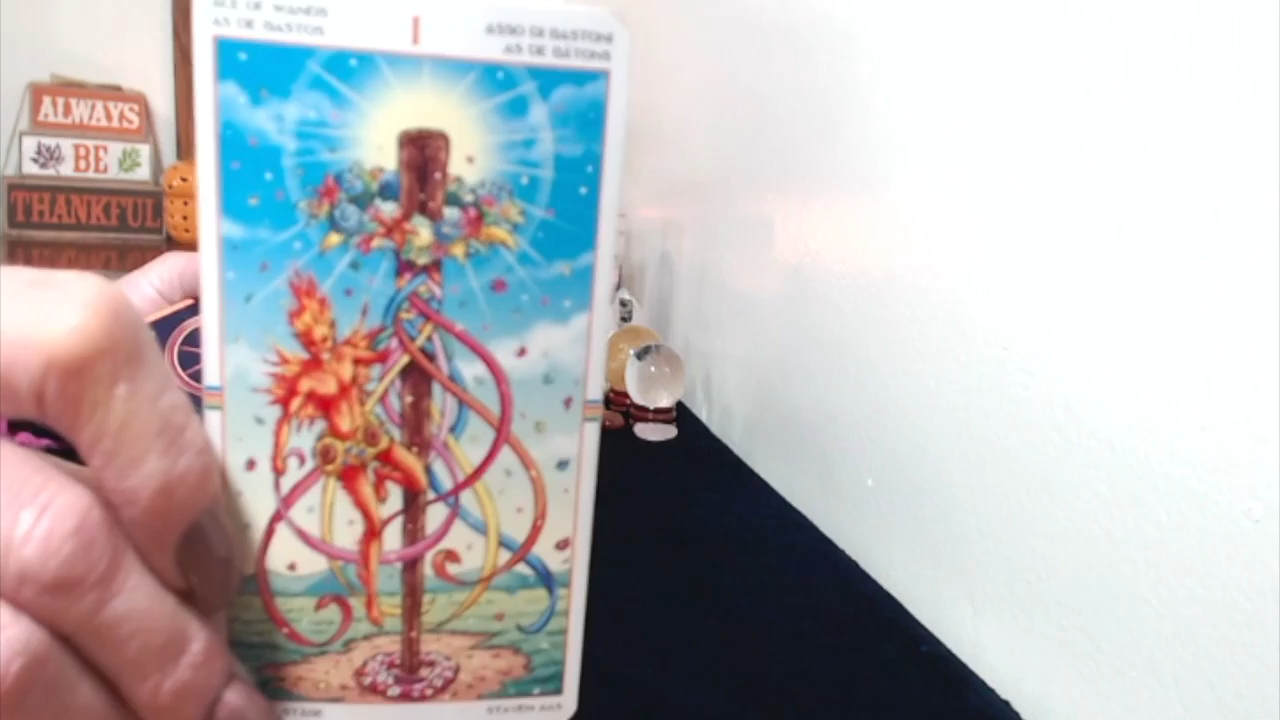 ACE OF WANDS
AS DE BASTOS
I
ASSO DI BASTONI
AS DE BÂTONS
ALWAYS
BE
THANKFUL
STAVEN AAS